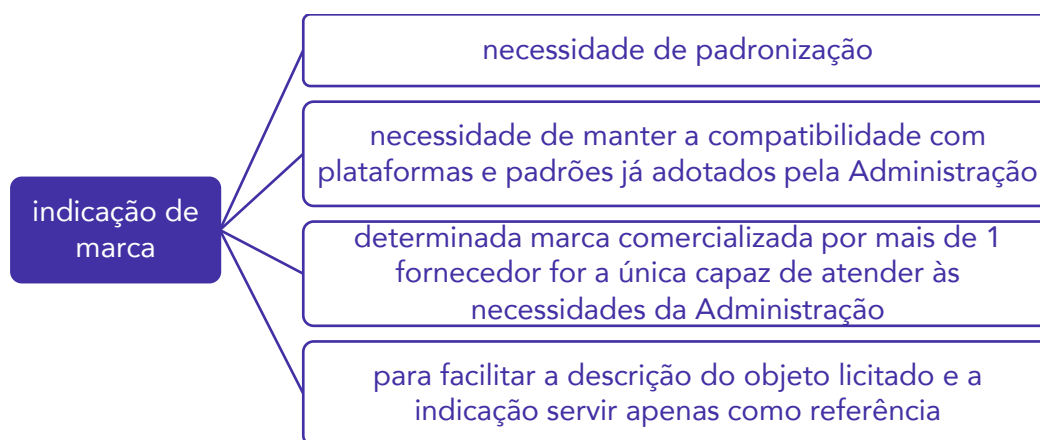 indicação de
marca
necessidade de padronização
necessidade de manter a compatibilidade com
plataformas e padrões já adotados pela Administração
determinada marca comercializada por mais de 1
fornecedor for a única capaz de atender às
necessidades da Administração
para facilitar a descrição do objeto licitado e a
indicação servir apenas como referência